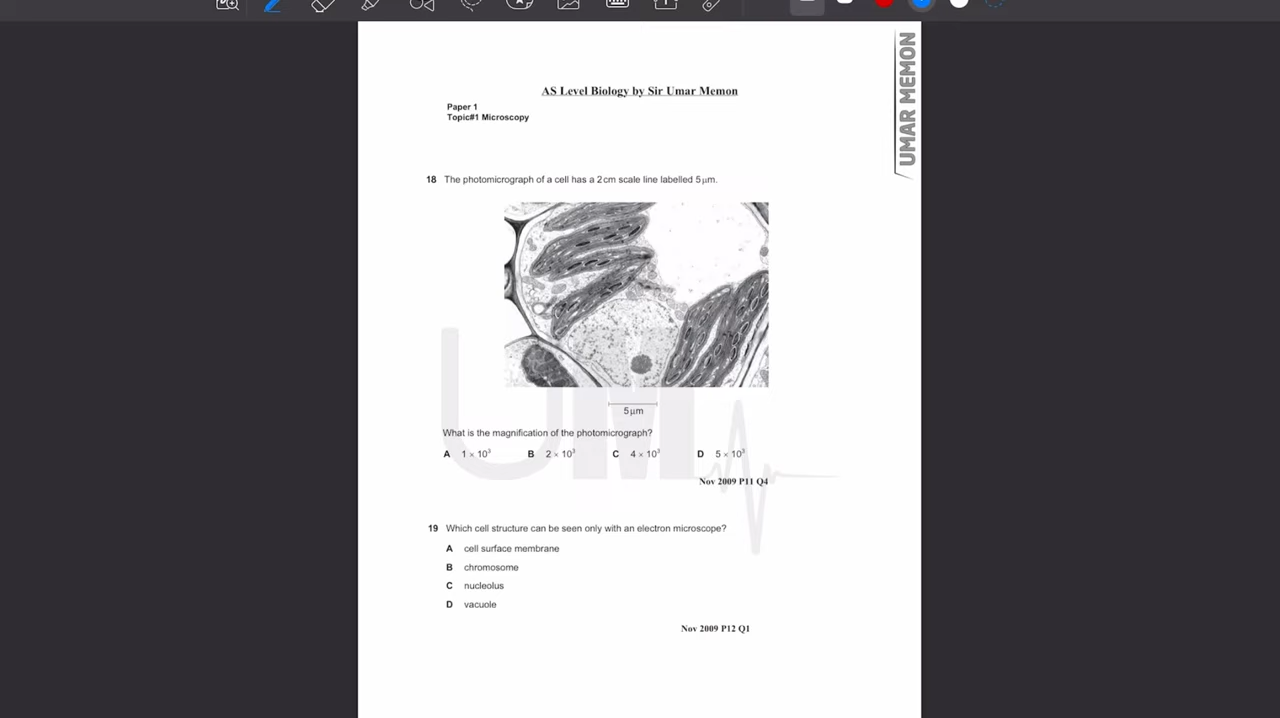 AS Level Biology by Sir Umar Memon
UMAR MEMON
Paper 1
Topic#1 Microscopy
18 The photomicrograph of a cell has a 2 cm scale line labelled 5 µm.
5 µm
UM
What is the magnification of the photomicrograph?
A 1 × 10³ B 2 × 10³ C 4 × 10³ D 5 × 10³
Nov 2009 P11 Q4
19 Which cell structure can be seen only with an electron microscope?
A cell surface membrane
B chromosome
C nucleolus
D vacuole
Nov 2009 P12 Q1